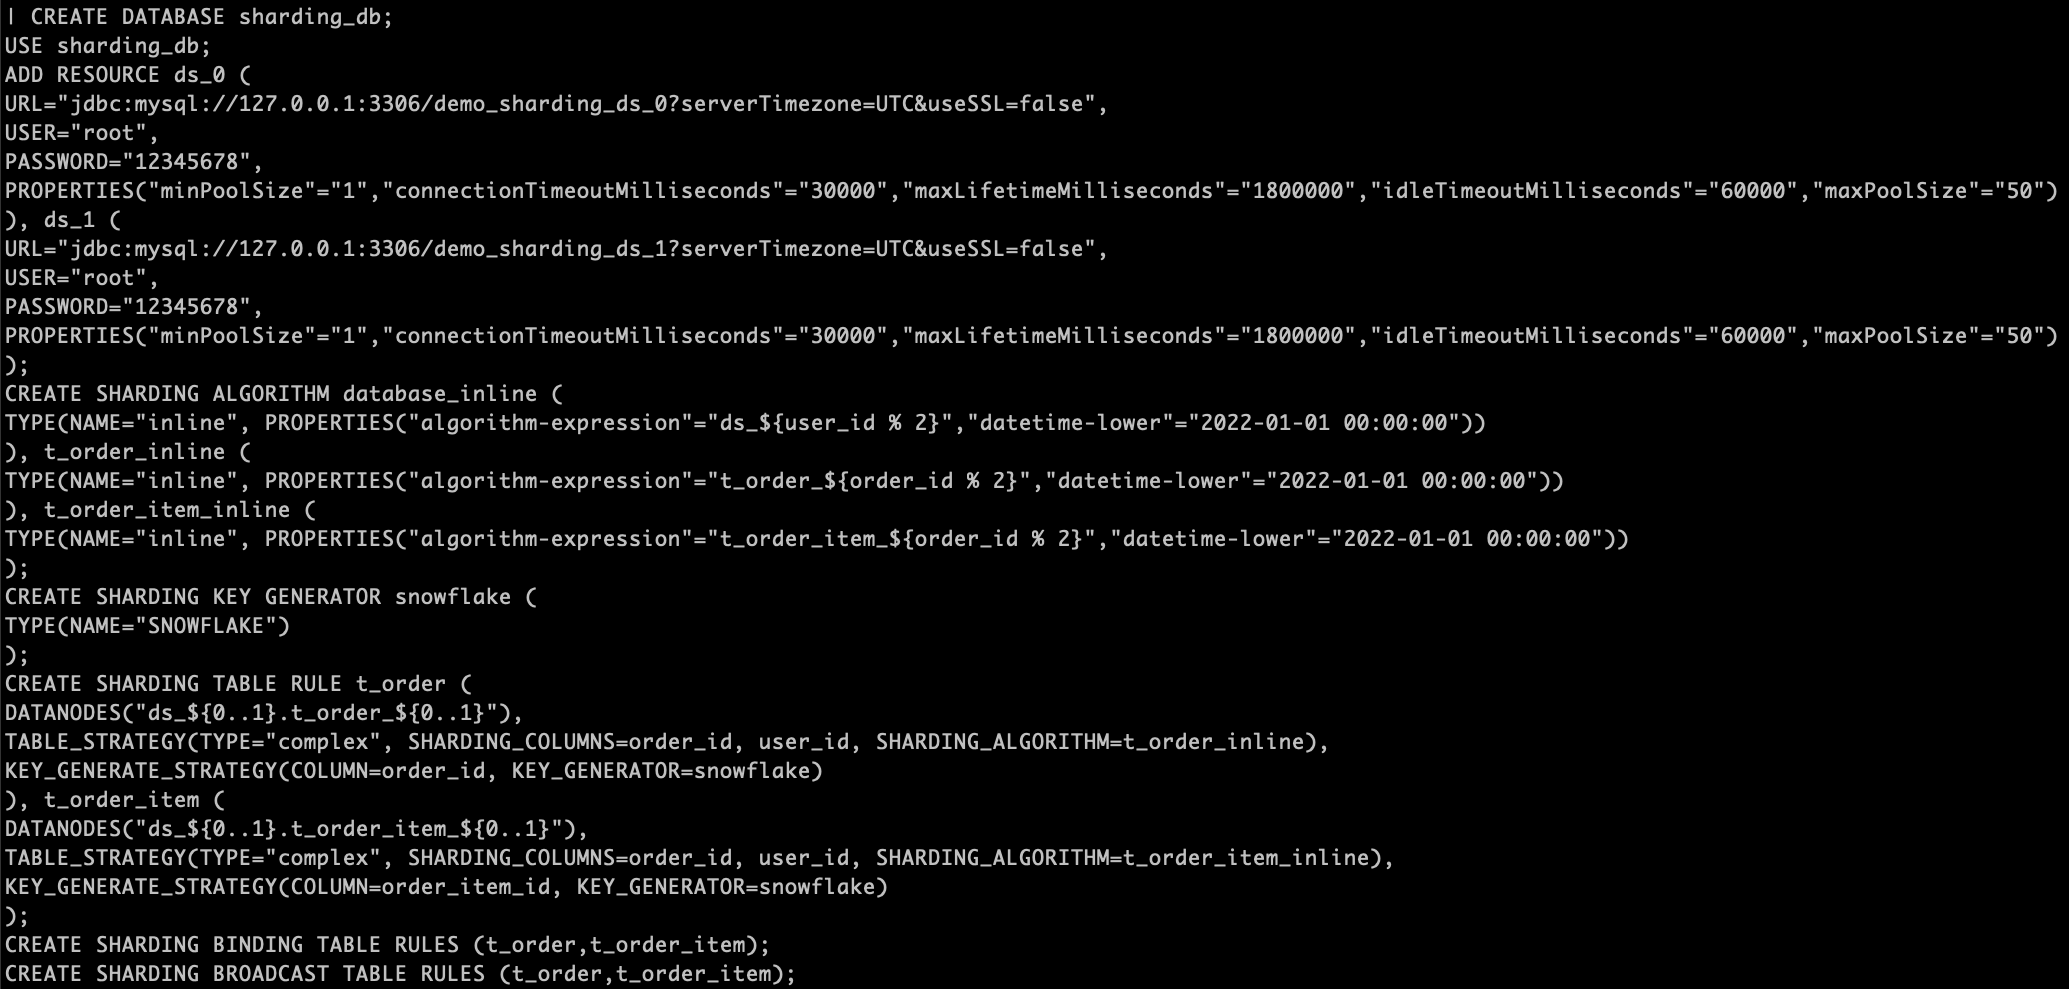 | CREATE DATABASE sharding_db;
USE sharding_db;
ADD RESOURCE ds_0 (
URL="jdbc:mysql://127.0.0.1:3306/demo_sharding_ds_0?serverTimezone=UTC&useSSL=false",
USER="root",
PASSWORD="12345678",
PROPERTIES("minPoolSize"="1","connectionTimeoutMilliseconds"="30000","maxLifetimeMilliseconds"="1800000","idleTimeoutMilliseconds"="60000","maxPoolSize"="50")
), ds_1 (
URL="jdbc:mysql://127.0.0.1:3306/demo_sharding_ds_1?serverTimezone=UTC&useSSL=false",
USER="root",
PASSWORD="12345678",
PROPERTIES("minPoolSize"="1","connectionTimeoutMilliseconds"="30000","maxLifetimeMilliseconds"="1800000","idleTimeoutMilliseconds"="60000","maxPoolSize"="50")
);
CREATE SHARDING ALGORITHM database_inline (
TYPE(NAME="inline", PROPERTIES("algorithm-expression"="ds_${user_id % 2}","datetime-lower"="2022-01-01 00:00:00"))
), t_order_inline (
TYPE(NAME="inline", PROPERTIES("algorithm-expression"="t_order_${order_id % 2}","datetime-lower"="2022-01-01 00:00:00"))
), t_order_item_inline (
TYPE(NAME="inline", PROPERTIES("algorithm-expression"="t_order_item_${order_id % 2}","datetime-lower"="2022-01-01 00:00:00"))
);
CREATE SHARDING KEY GENERATOR snowflake (
TYPE(NAME="SNOWFLAKE")
);
CREATE SHARDING TABLE RULE t_order (
DATANODES("ds_${0..1}.t_order_${0..1}"),
TABLE_STRATEGY(TYPE="complex", SHARDING_COLUMNS=order_id, user_id, SHARDING_ALGORITHM=t_order_inline),
KEY_GENERATE_STRATEGY(COLUMN=order_id, KEY_GENERATOR=snowflake)
), t_order_item (
DATANODES("ds_${0..1}.t_order_item_${0..1}"),
TABLE_STRATEGY(TYPE="complex", SHARDING_COLUMNS=order_id, user_id, SHARDING_ALGORITHM=t_order_item_inline),
KEY_GENERATE_STRATEGY(COLUMN=order_item_id, KEY_GENERATOR=snowflake)
);
CREATE SHARDING BINDING TABLE RULES (t_order,t_order_item);
CREATE SHARDING BROADCAST TABLE RULES (t_order,t_order_item);